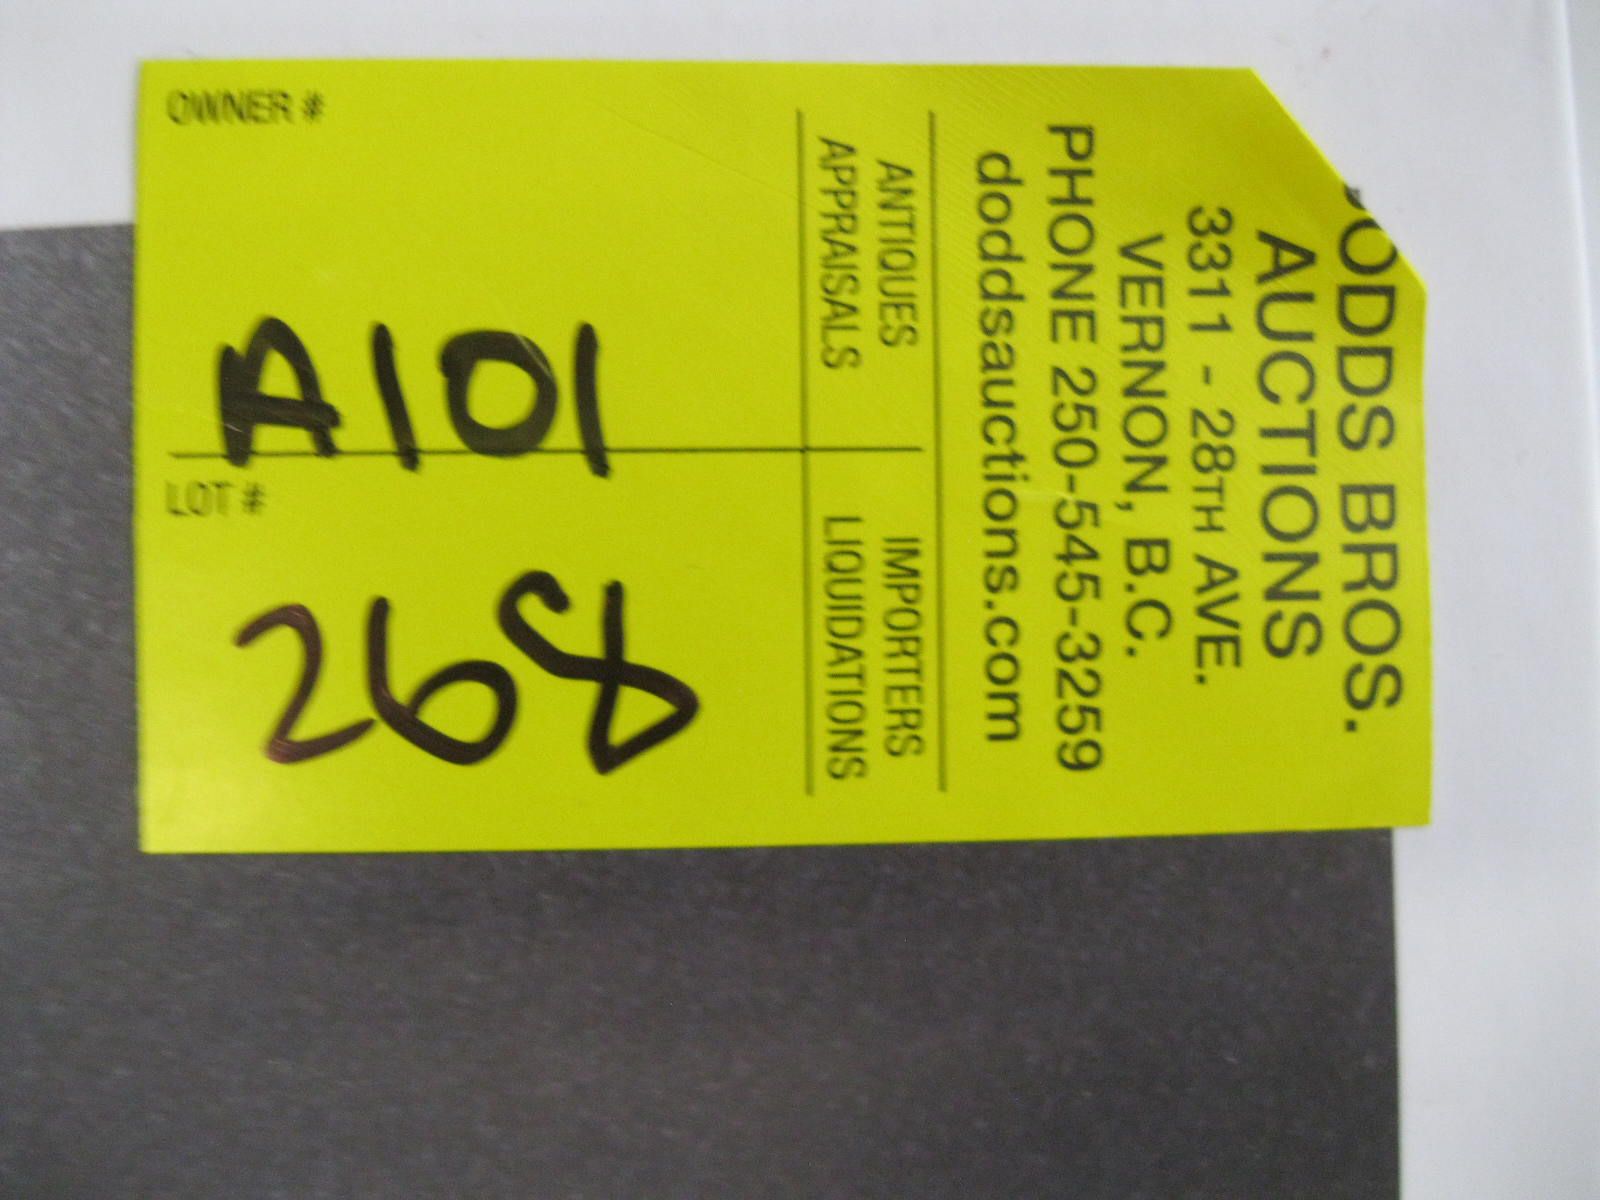 DODDS BROS.
AUCTIONS
3311 - 28TH AVE.
VERNON, B.C.
PHONE 250-545-3259
doddsauctions.com
ANTIQUES IMPORTERS
APPRAISALS LIQUIDATIONS
OWNER #
A101
LOT #
268